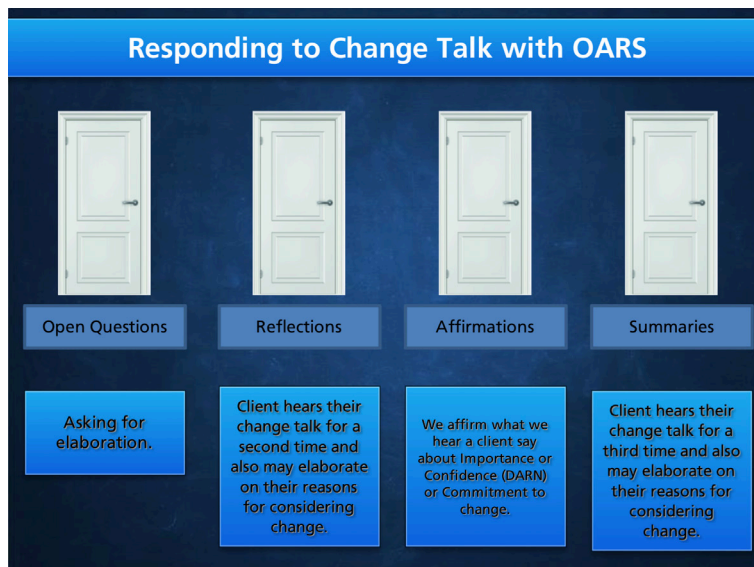 Responding to Change Talk with OARS
Open Questions
Reflections
Affirmations
Summaries
Asking for
elaboration.
Client hears their
change talk for a
second time and
also may elaborate
on their reasons
for considering
change.
We affirm what we
hear a client say
about Importance or
Confidence (DARN)
or Commitment to
change.
Client hears their
change talk for a
third time and also
may elaborate on
their reasons for
considering
change.